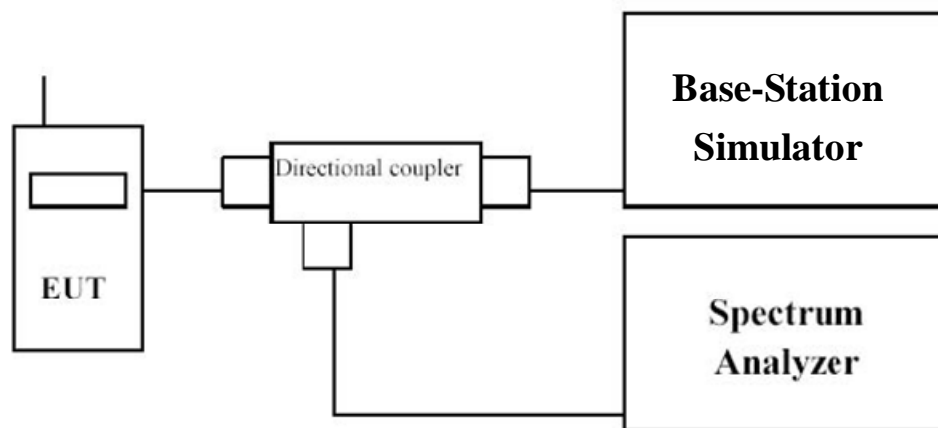 Base-Station
Simulator
Directional coupler
EUT
Spectrum
Analyzer